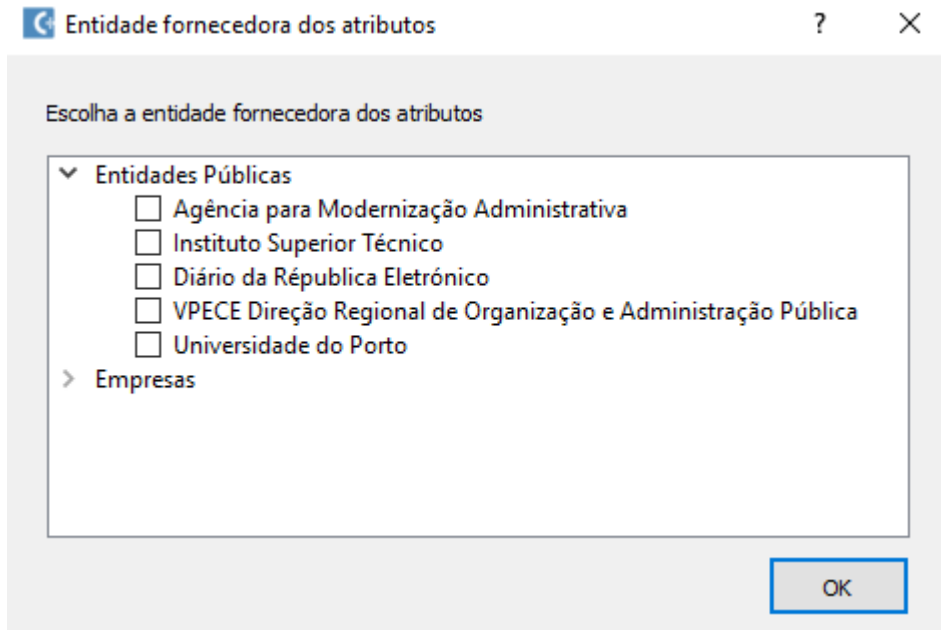 Entidade fornecedora dos atributos
Escolha a entidade fornecedora dos atributos
Entidades Públicas
Agência para Modernização Administrativa
Instituto Superior Técnico
Diário da Républica Eletrónico
VPECE Direção Regional de Organização e Administração Pública
Universidade do Porto
Empresas
OK